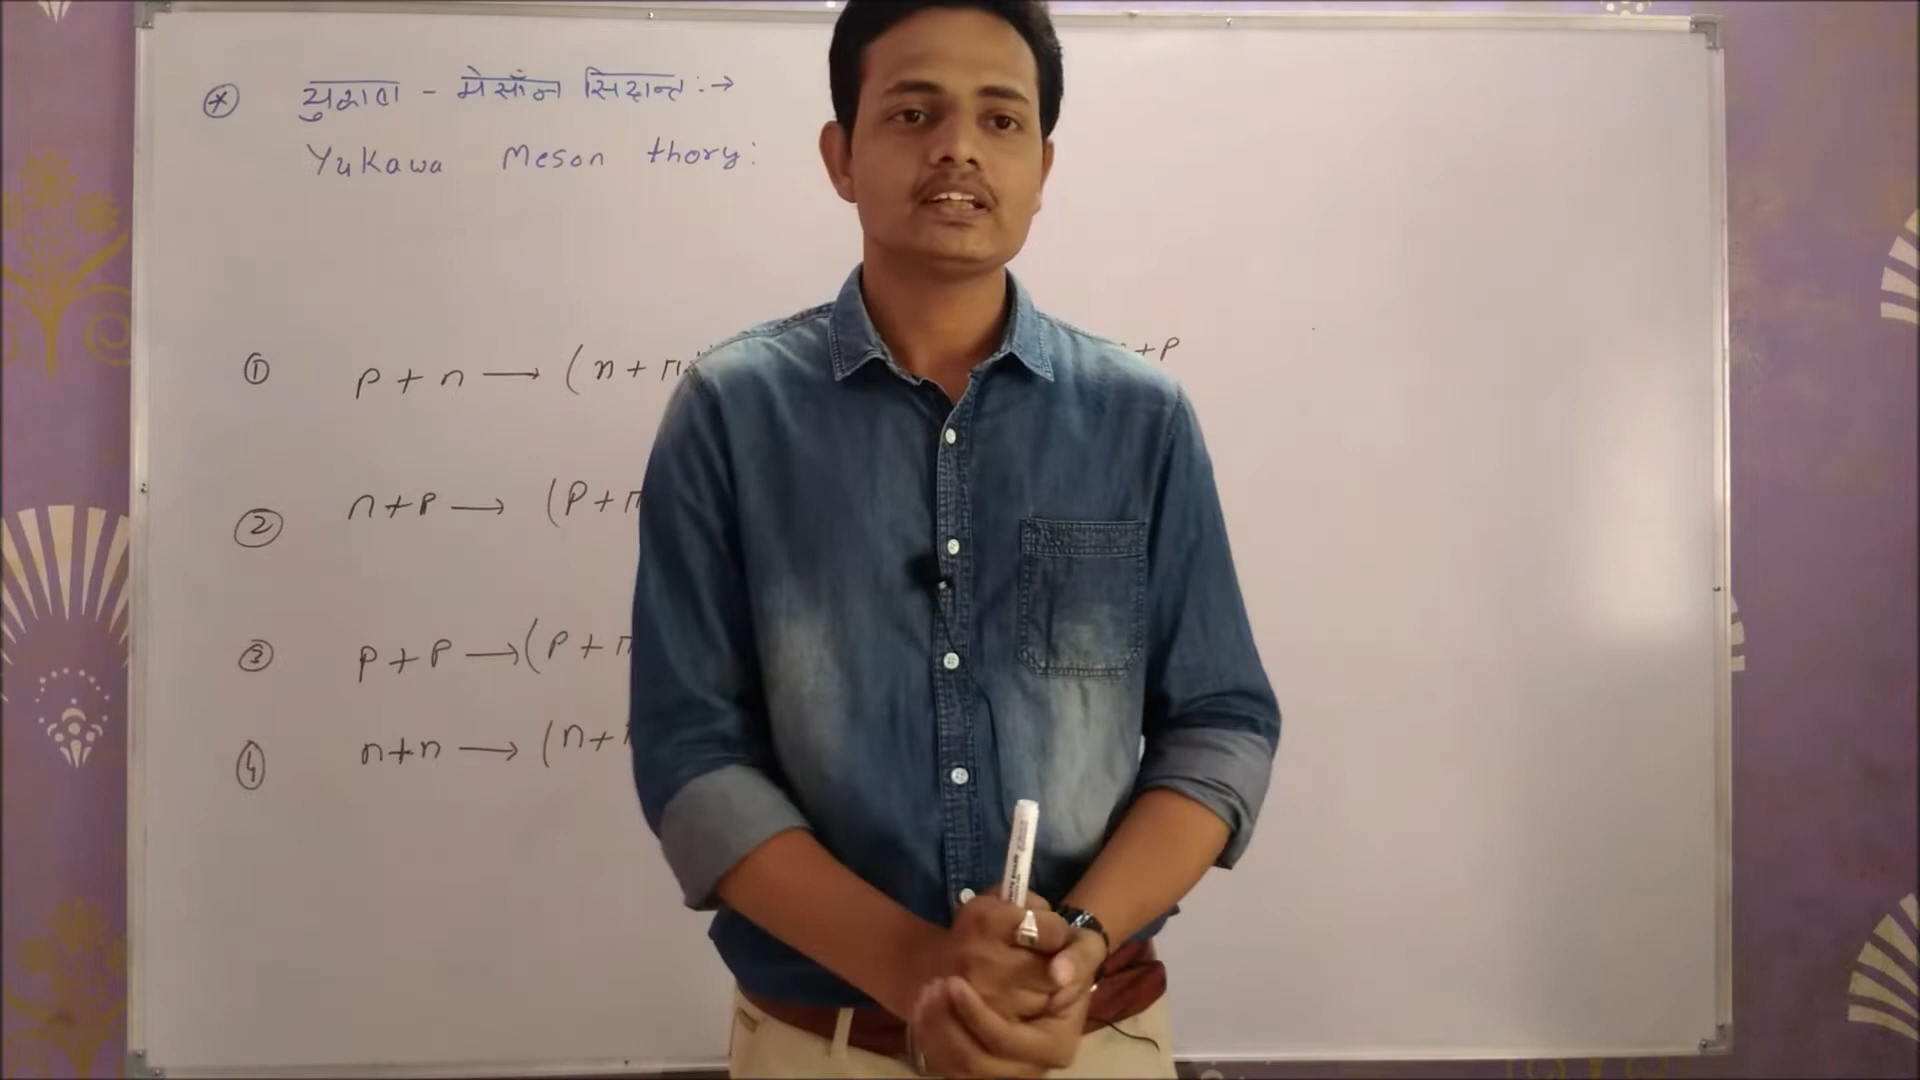 * युकावा - मेसॉन सिद्धान्त :→
Yukawa Meson thory:
① p + n → (n + π + p
② n + p → (p + π
③ p + p → (p + π
④ n + n → (n +